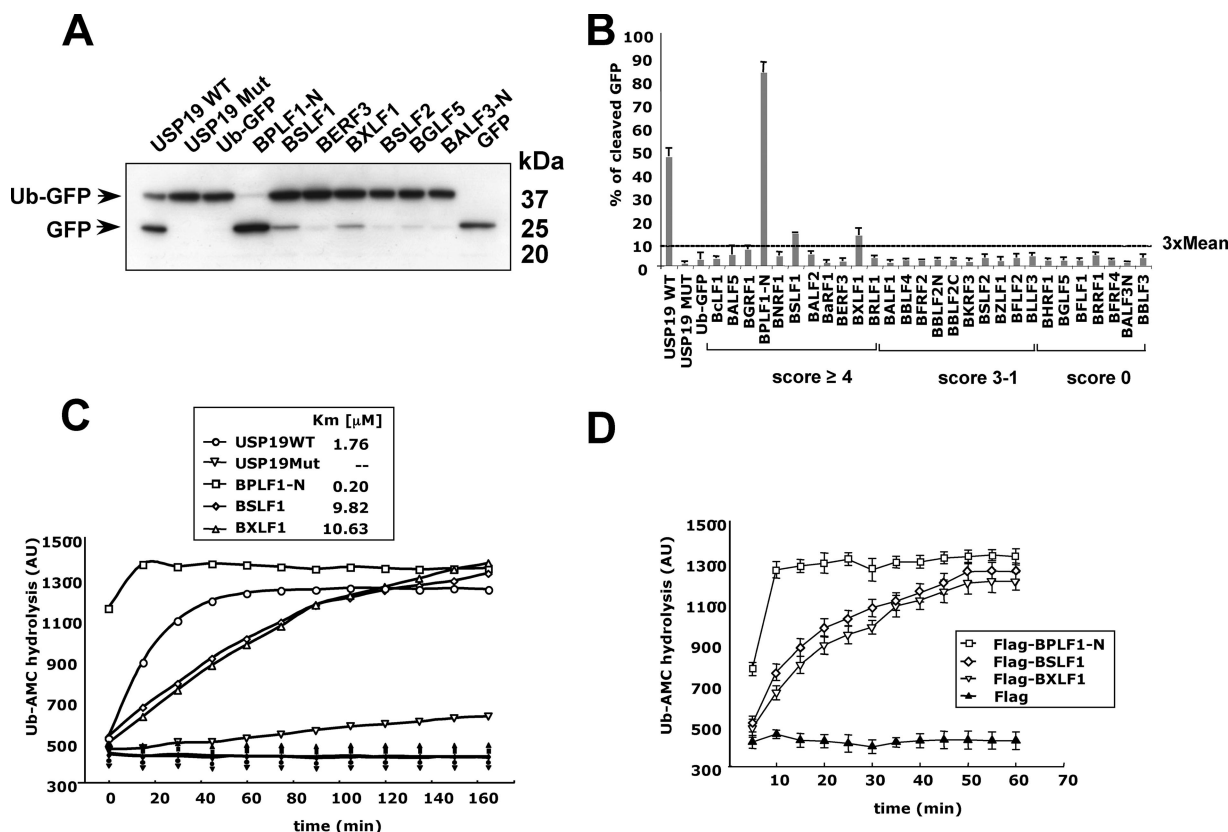 A
USP19 WT
USP19 Mut
Ub-GFP
BPLF1-N
BSLF1
BERF3
BXLF1
BSLF2
BGLF5
BALF3-N
GFP
kDa
Ub-GFP
37
GFP
25
20
B
% of cleaved GFP
100
90
80
70
60
50
40
30
20
10
0
3xMean
USP19 WT
USP19 MUT
Ub-GFP
BcLF1
BALF5
BGRF1
BPLF1-N
BNRF1
BSLF1
BALF2
BaRF1
BERF3
BXLF1
BRLF1
BALF1
BBLF4
BFRF2
BBLF2N
BBLF2C
BKRF3
BSLF2
BZLF1
BFLF2
BLLF3
BHRF1
BGLF5
BFLF1
BRRF1
BFRF4
BALF3N
BBLF3
score ≥ 4
score 3-1
score 0
C
Km [µM]
USP19WT 1.76
USP19Mut --
BPLF1-N 0.20
BSLF1 9.82
BXLF1 10.63
Ub-AMC hydrolysis (AU)
1500
1300
1100
900
700
500
300
0 20 40 60 80 100 120 140 160
time (min)
D
Ub-AMC hydrolysis (AU)
1500
1300
1100
900
700
500
300
Flag-BPLF1-N
Flag-BSLF1
Flag-BXLF1
Flag
0 10 20 30 40 50 60 70
time (min)